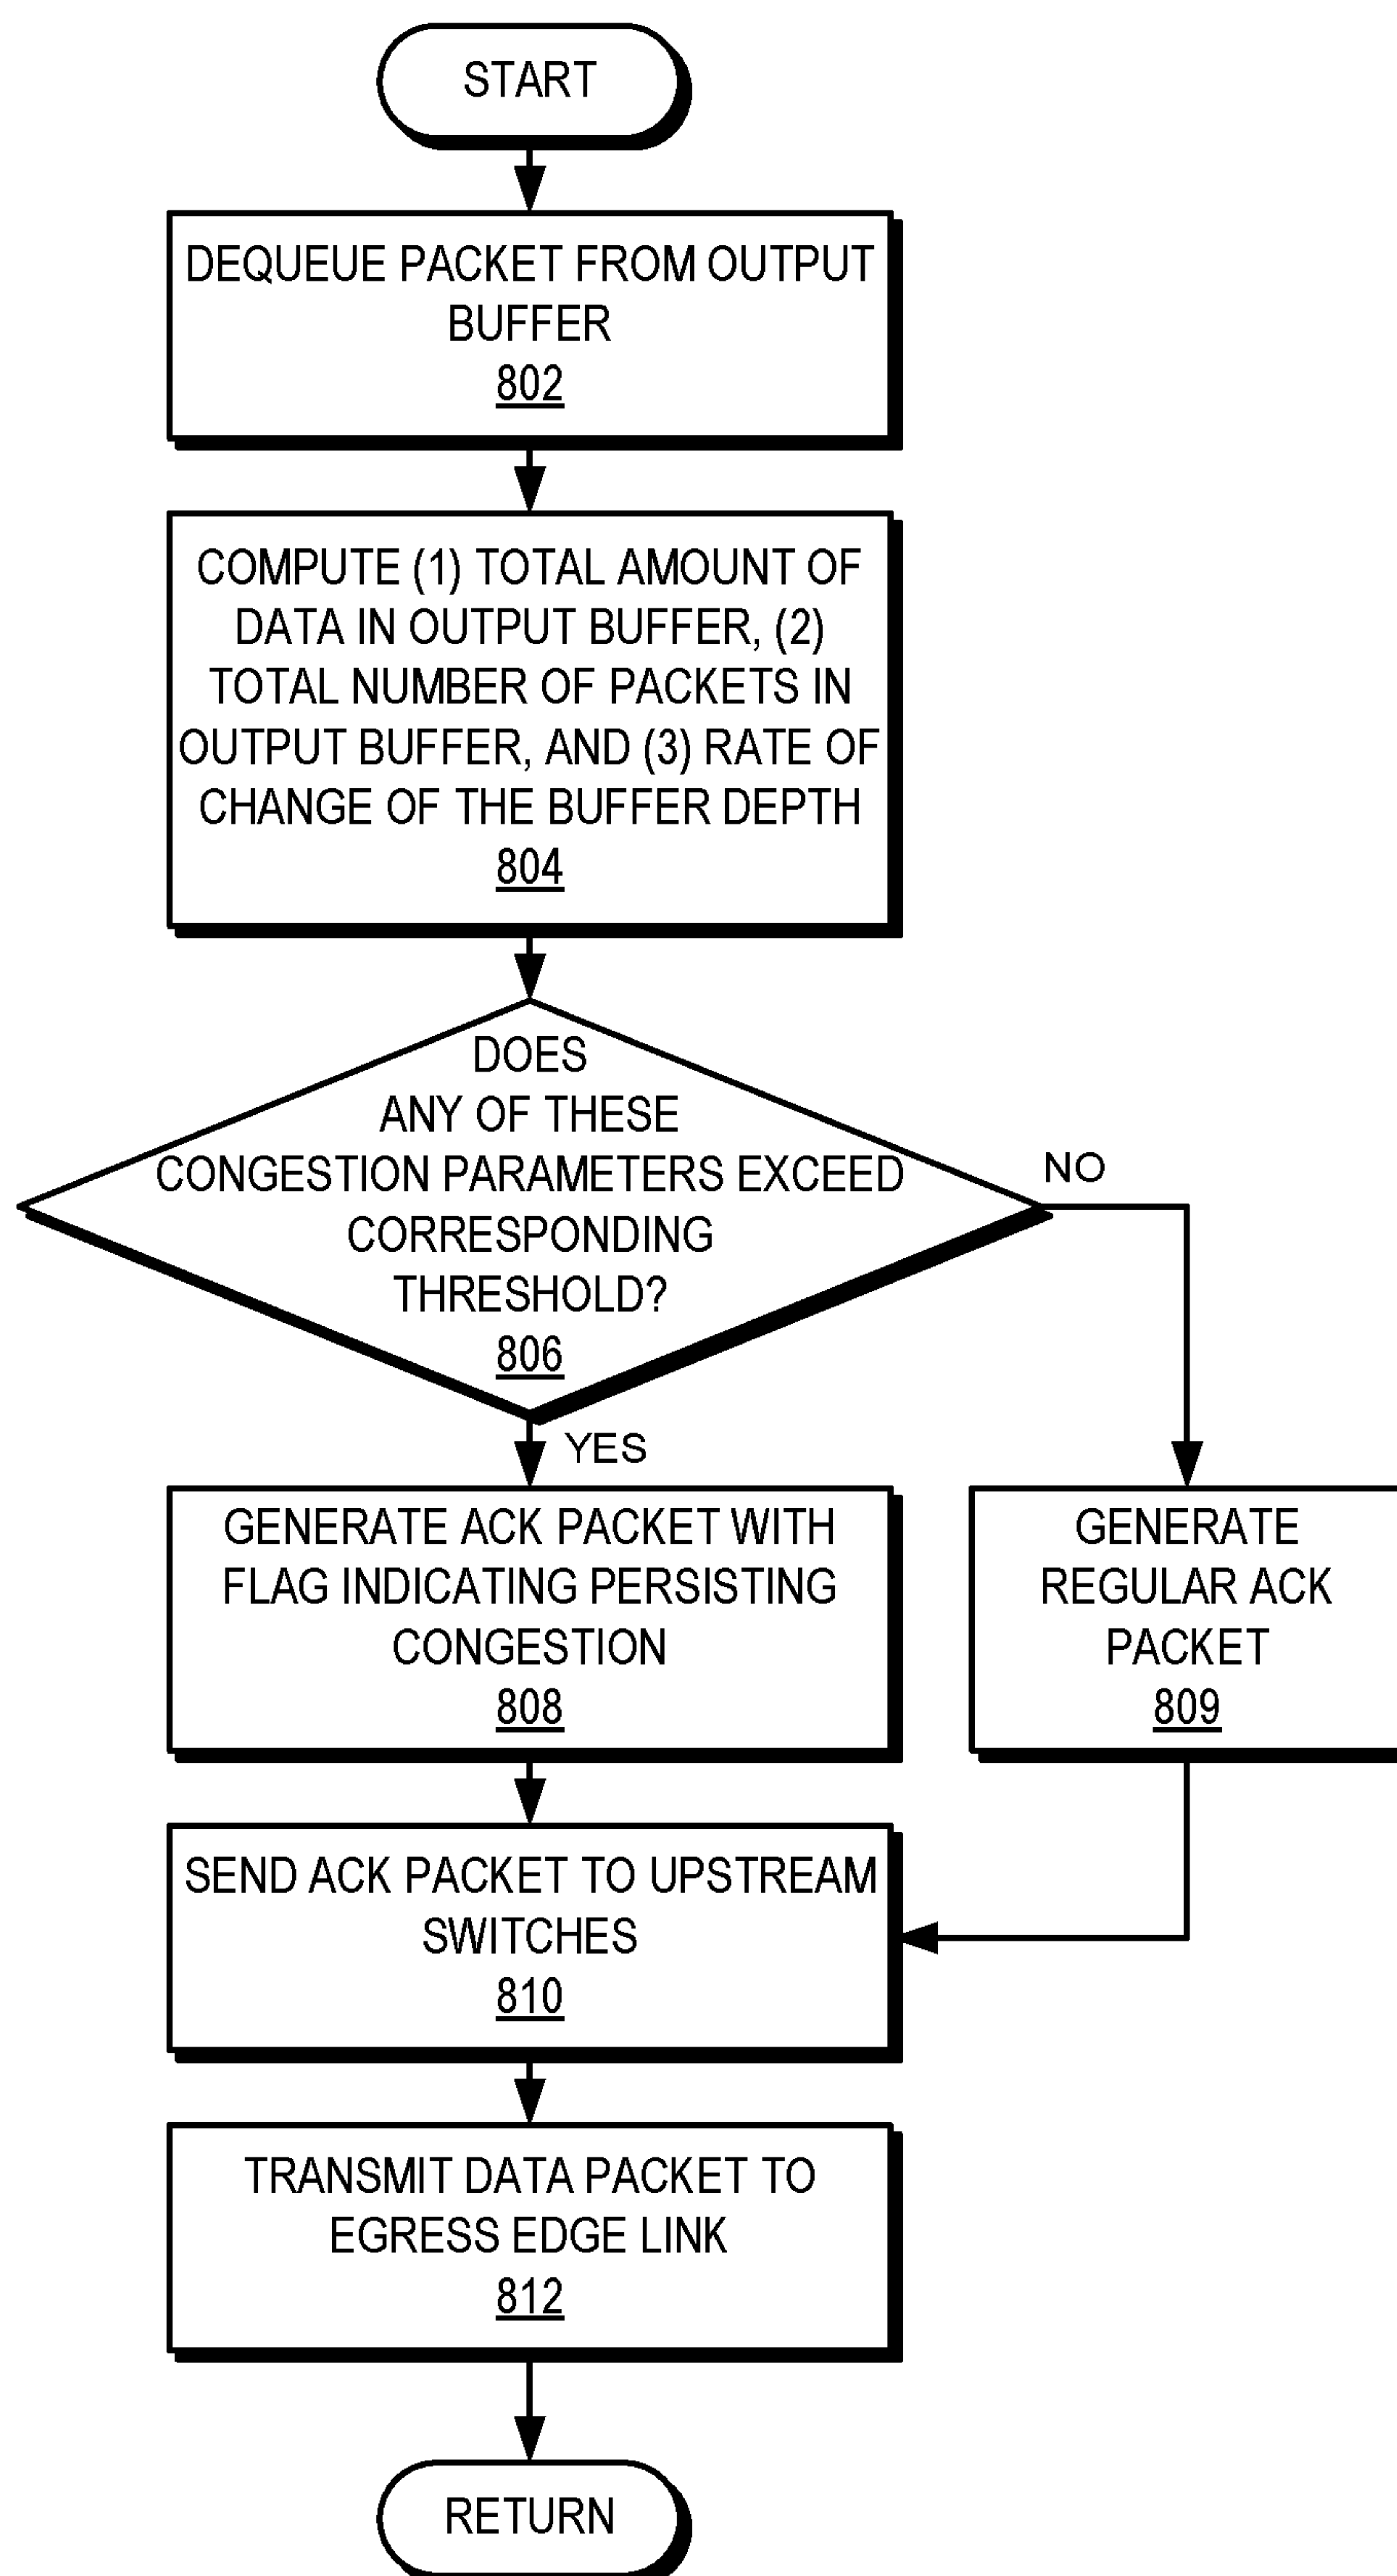 START
DEQUEUE PACKET FROM OUTPUT
BUFFER
802
COMPUTE (1) TOTAL AMOUNT OF
DATA IN OUTPUT BUFFER, (2)
TOTAL NUMBER OF PACKETS IN
OUTPUT BUFFER, AND (3) RATE OF
CHANGE OF THE BUFFER DEPTH
804
DOES
ANY OF THESE
CONGESTION PARAMETERS EXCEED
CORRESPONDING
THRESHOLD?
806
NO
YES
GENERATE ACK PACKET WITH
FLAG INDICATING PERSISTING
CONGESTION
808
GENERATE
REGULAR ACK
PACKET
809
SEND ACK PACKET TO UPSTREAM
SWITCHES
810
TRANSMIT DATA PACKET TO
EGRESS EDGE LINK
812
RETURN